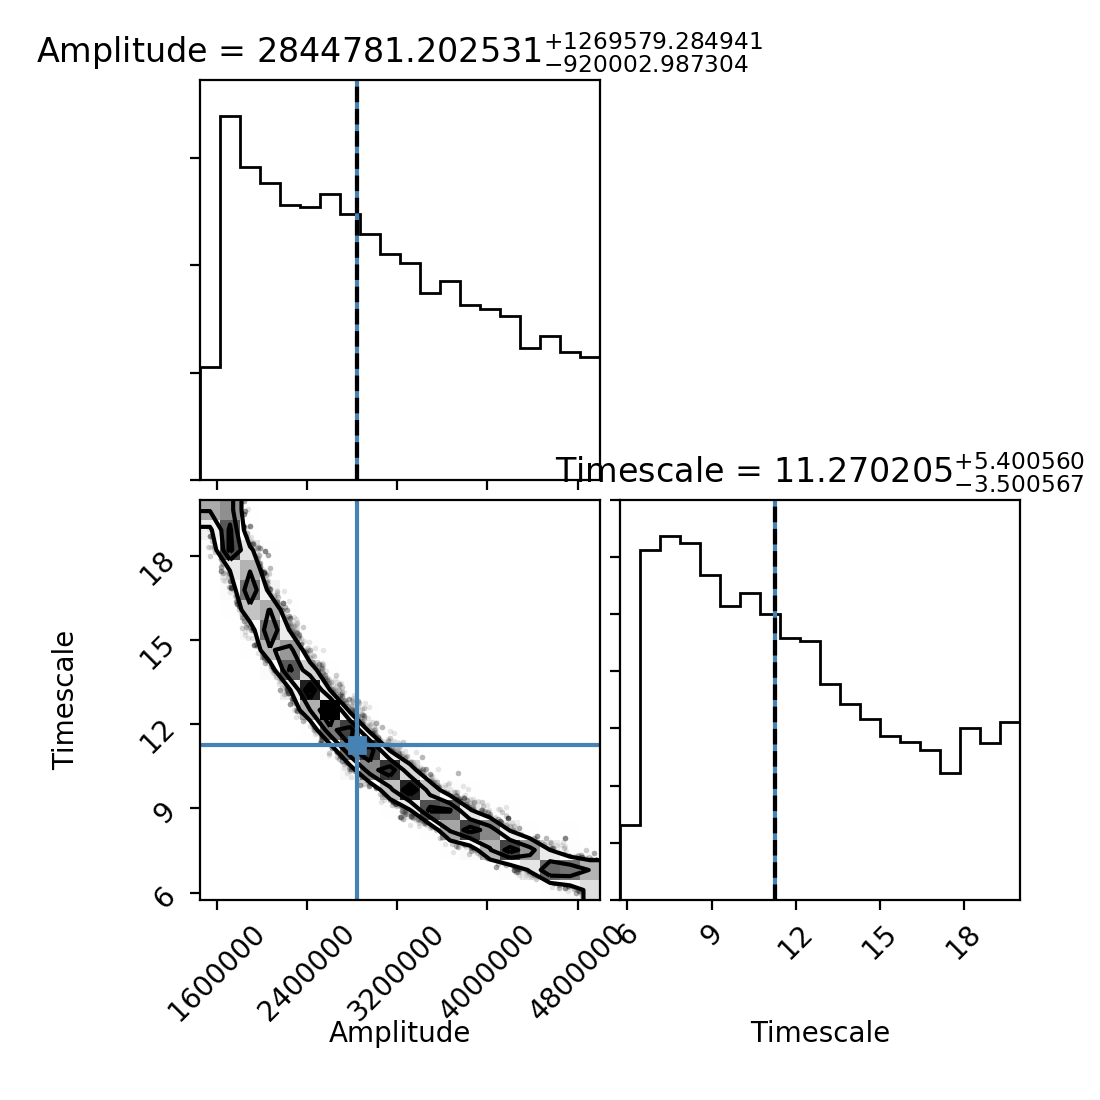 Amplitude = 2844781.202531 +1269579.284941 −920002.987304
Timescale = 11.270205 +5.400560 −3.500567
18
15
12
9
6
Timescale
1600000 2400000 3200000 4000000 4800000
6 9 12 15 18
Amplitude
Timescale